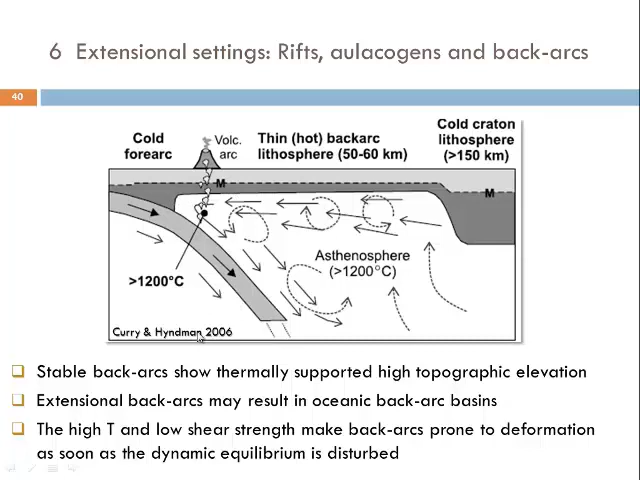 6 Extensional settings: Rifts, aulacogens and back-arcs
40
Cold
forearc
Volc.
arc
Thin (hot) backarc
lithosphere (50-60 km)
Cold craton
lithosphere
(>150 km)
M
M
Asthenosphere
(>1200°C)
>1200°C
Curry & Hyndman 2006
Stable back-arcs show thermally supported high topographic elevation
Extensional back-arcs may result in oceanic back-arc basins
The high T and low shear strength make back-arcs prone to deformation
as soon as the dynamic equilibrium is disturbed